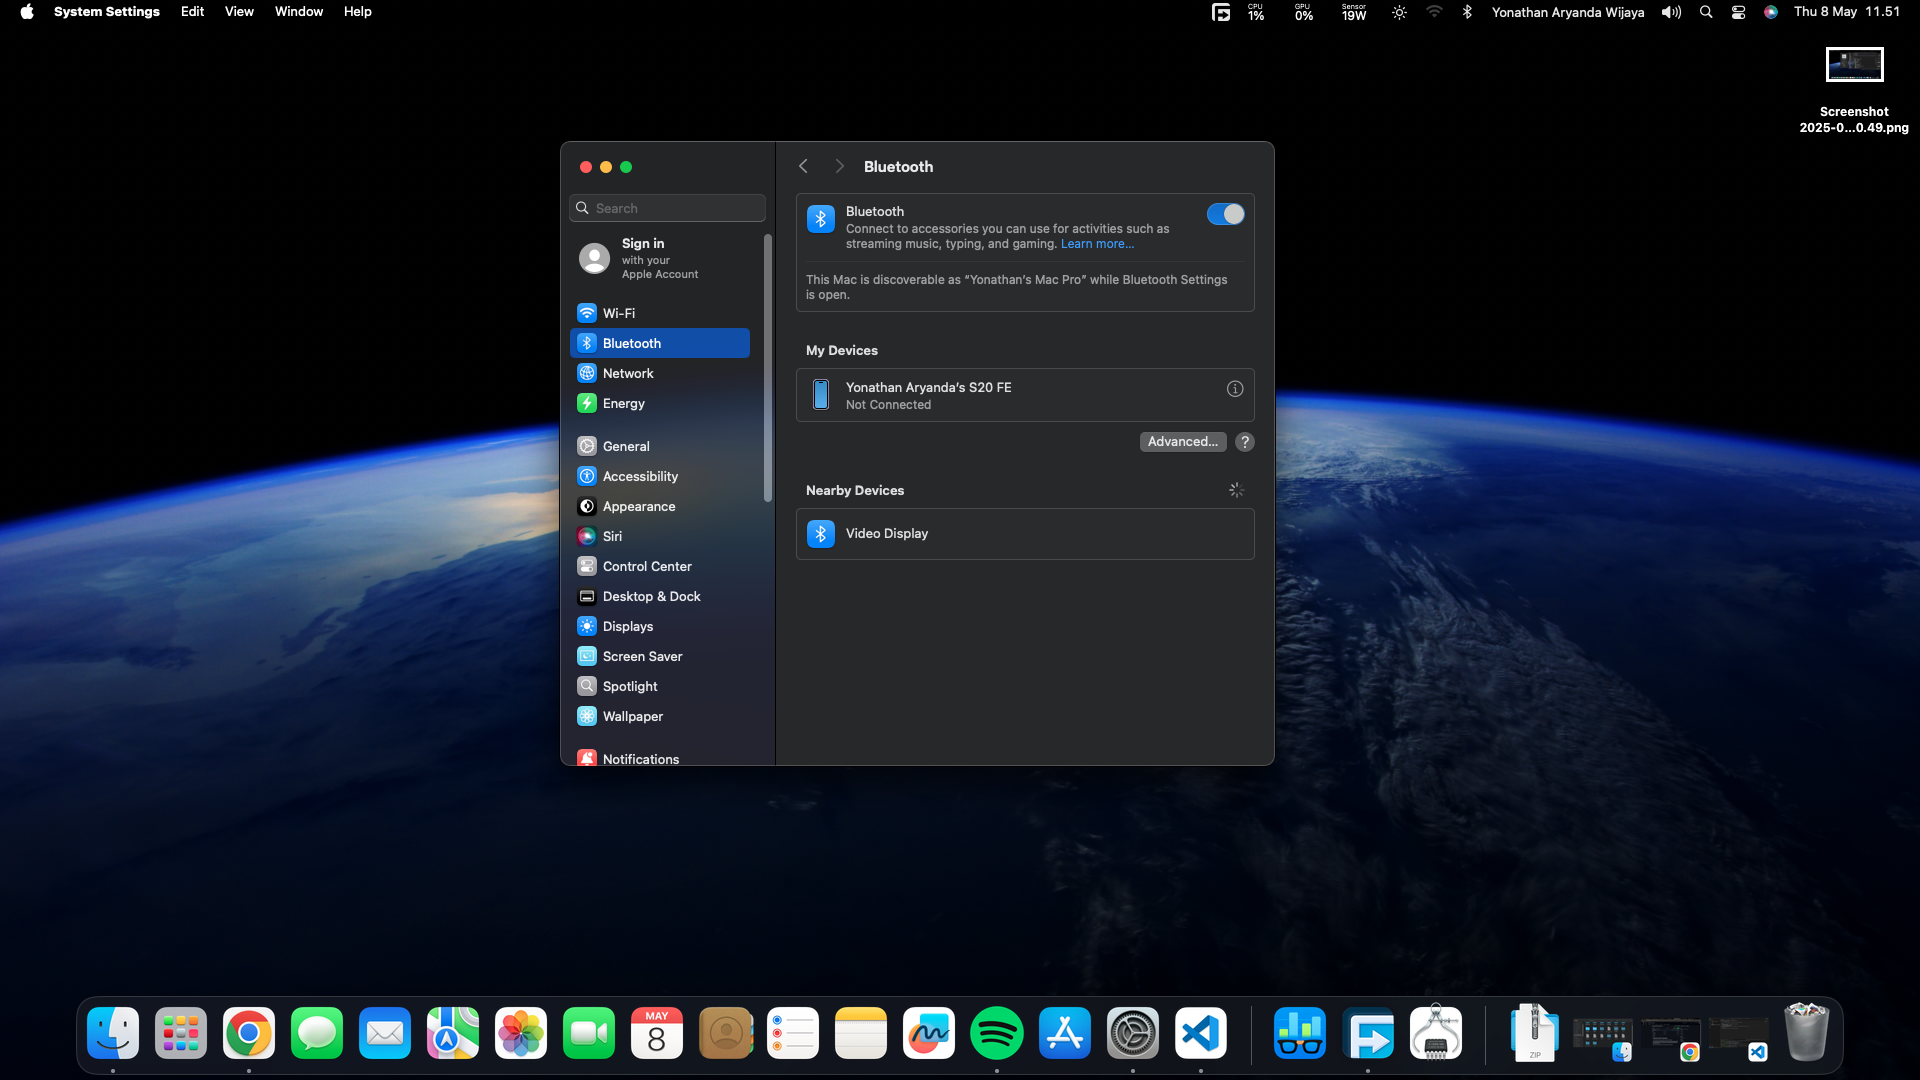 System Settings Edit View Window Help
CPU GPU Sensor
1% 0% 19W
Yonathan Aryanda Wijaya Thu 8 May 11.51
Screenshot
2025-0...0.49.png
Search
Sign in
with your
Apple Account
Wi-Fi
Bluetooth
Network
Energy
General
Accessibility
Appearance
Siri
Control Center
Desktop & Dock
Displays
Screen Saver
Spotlight
Wallpaper
Notifications
Bluetooth
Bluetooth
Connect to accessories you can use for activities such as
streaming music, typing, and gaming. Learn more...
This Mac is discoverable as “Yonathan’s Mac Pro” while Bluetooth Settings
is open.
My Devices
Yonathan Aryanda’s S20 FE
Not Connected
Advanced... ?
Nearby Devices
Video Display
MAY
8
ZIP